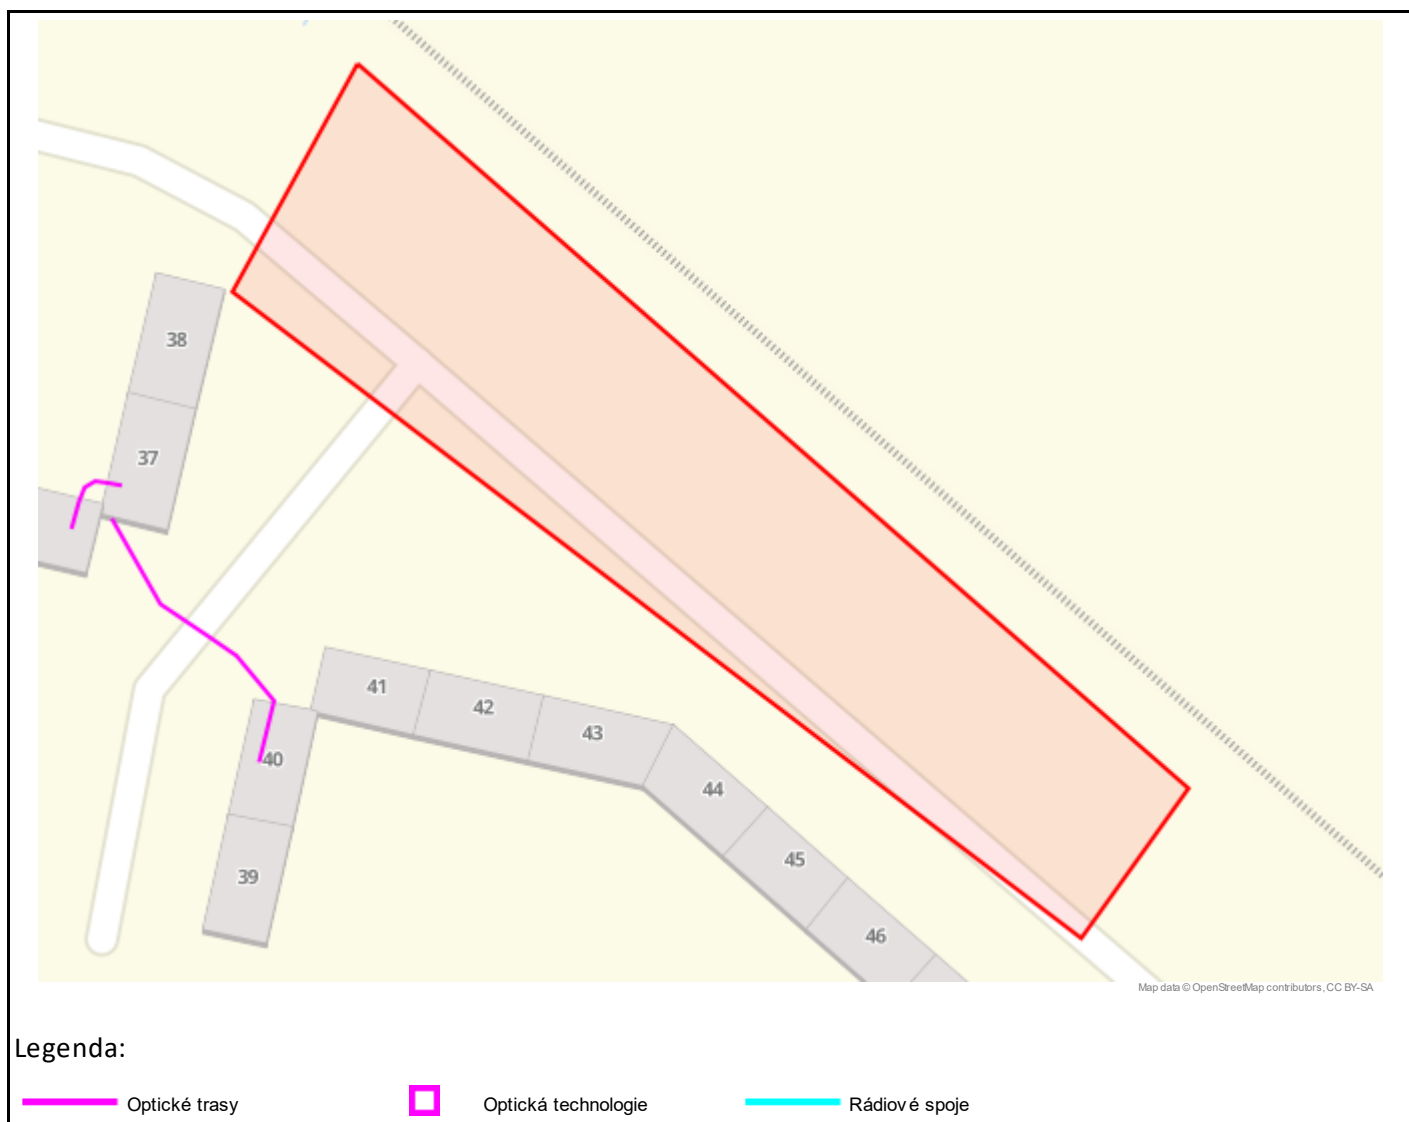 38
37
41
42
43
40
44
45
39
46
Map data © OpenStreetMap contributors, CC BY-SA
Legenda:
Optické trasy
Optická technologie
Rádiové spoje